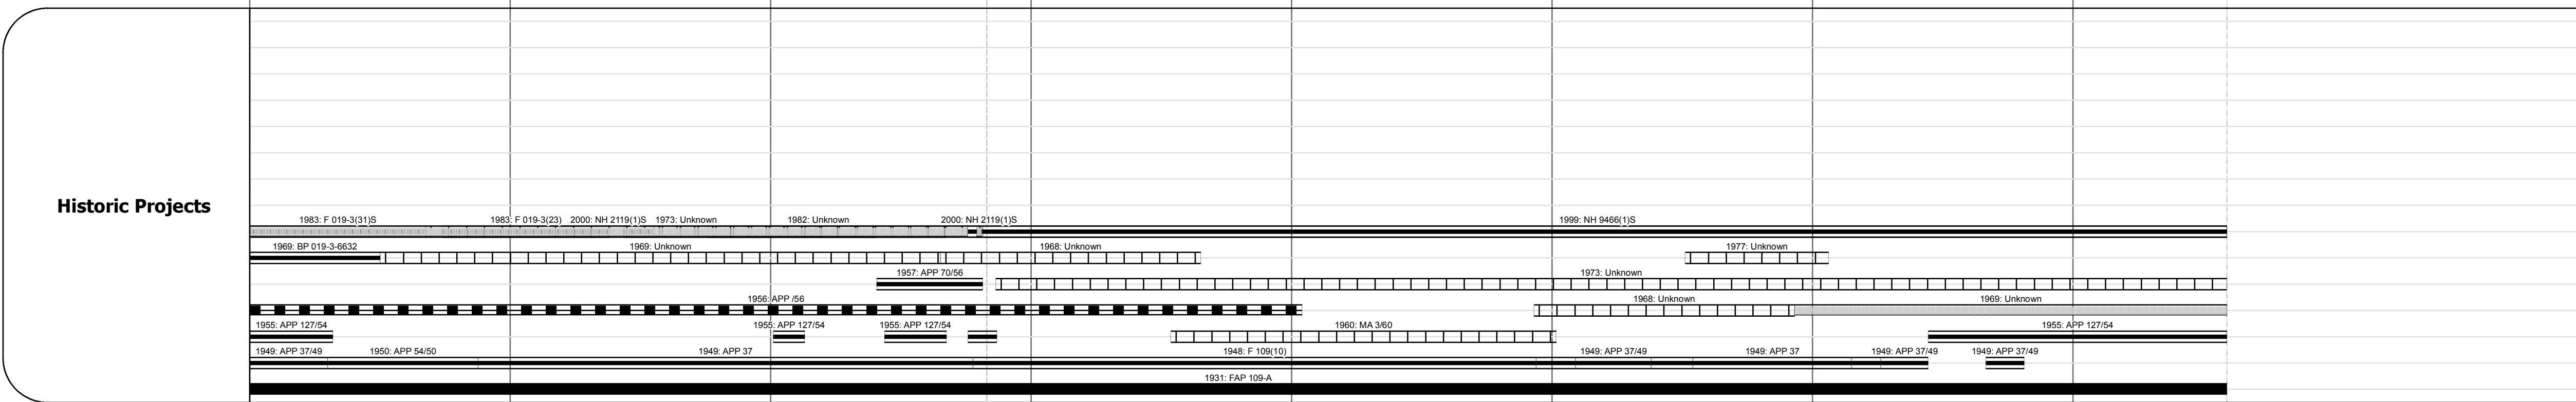 Historic Projects
1983: F 019-3(31)S 1983: F 019-3(23) 2000: NH 2119(1)S 1973: Unknown 1982: Unknown 2000: NH 2119(1)S 1999: NH 9466(1)S
1969: BP 019-3-6632 1969: Unknown 1968: Unknown 1977: Unknown
1957: APP 70/56 1973: Unknown
1956: APP /56 1968: Unknown 1969: Unknown
1955: APP 127/54 1955: APP 127/54 1955: APP 127/54 1960: MA 3/60 1955: APP 127/54
1949: APP 37/49 1950: APP 54/50 1949: APP 37 1948: F 109(10) 1949: APP 37/49 1949: APP 37 1949: APP 37/49 1949: APP 37/49
1931: FAP 109-A